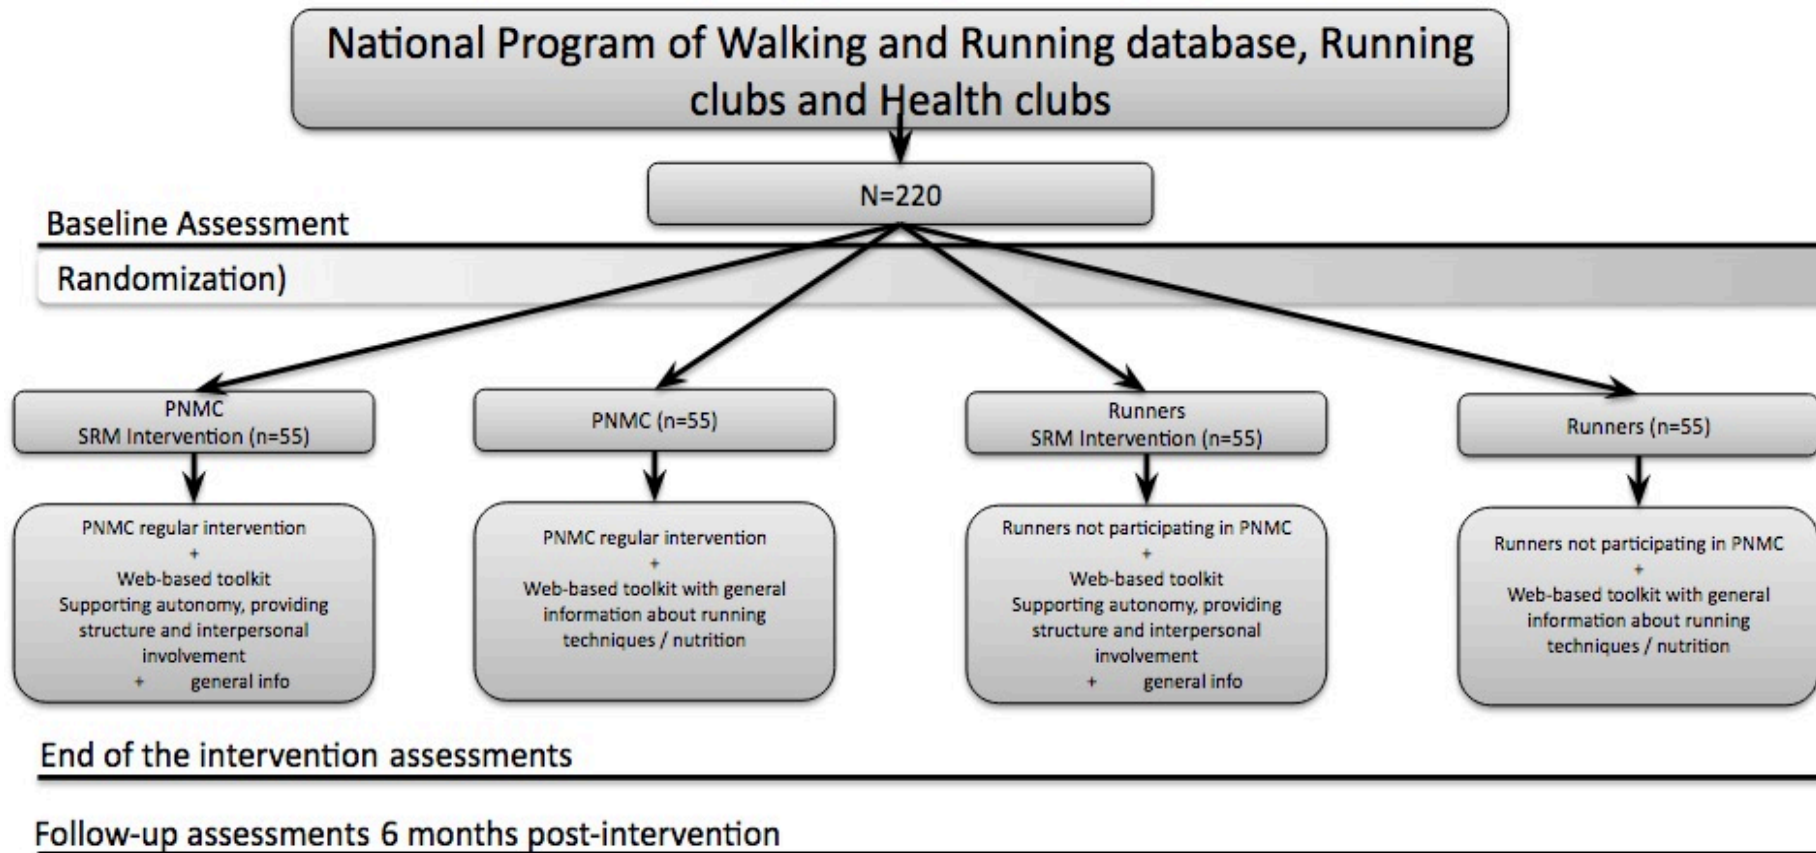 National Program of Walking and Running database, Running
clubs and Health clubs
N=220
Baseline Assessment
Randomization)
PNMC
SRM Intervention (n=55)
PNMC (n=55)
Runners
SRM Intervention (n=55)
Runners (n=55)
PNMC regular intervention
+
Web-based toolkit
Supporting autonomy, providing
structure and interpersonal
involvement
+ general info
PNMC regular intervention
+
Web-based toolkit with general
information about running
techniques / nutrition
Runners not participating in PNMC
+
Web-based toolkit
Supporting autonomy, providing
structure and interpersonal
involvement
+ general info
Runners not participating in PNMC
+
Web-based toolkit with general
information about running
techniques / nutrition
End of the intervention assessments
Follow-up assessments 6 months post-intervention